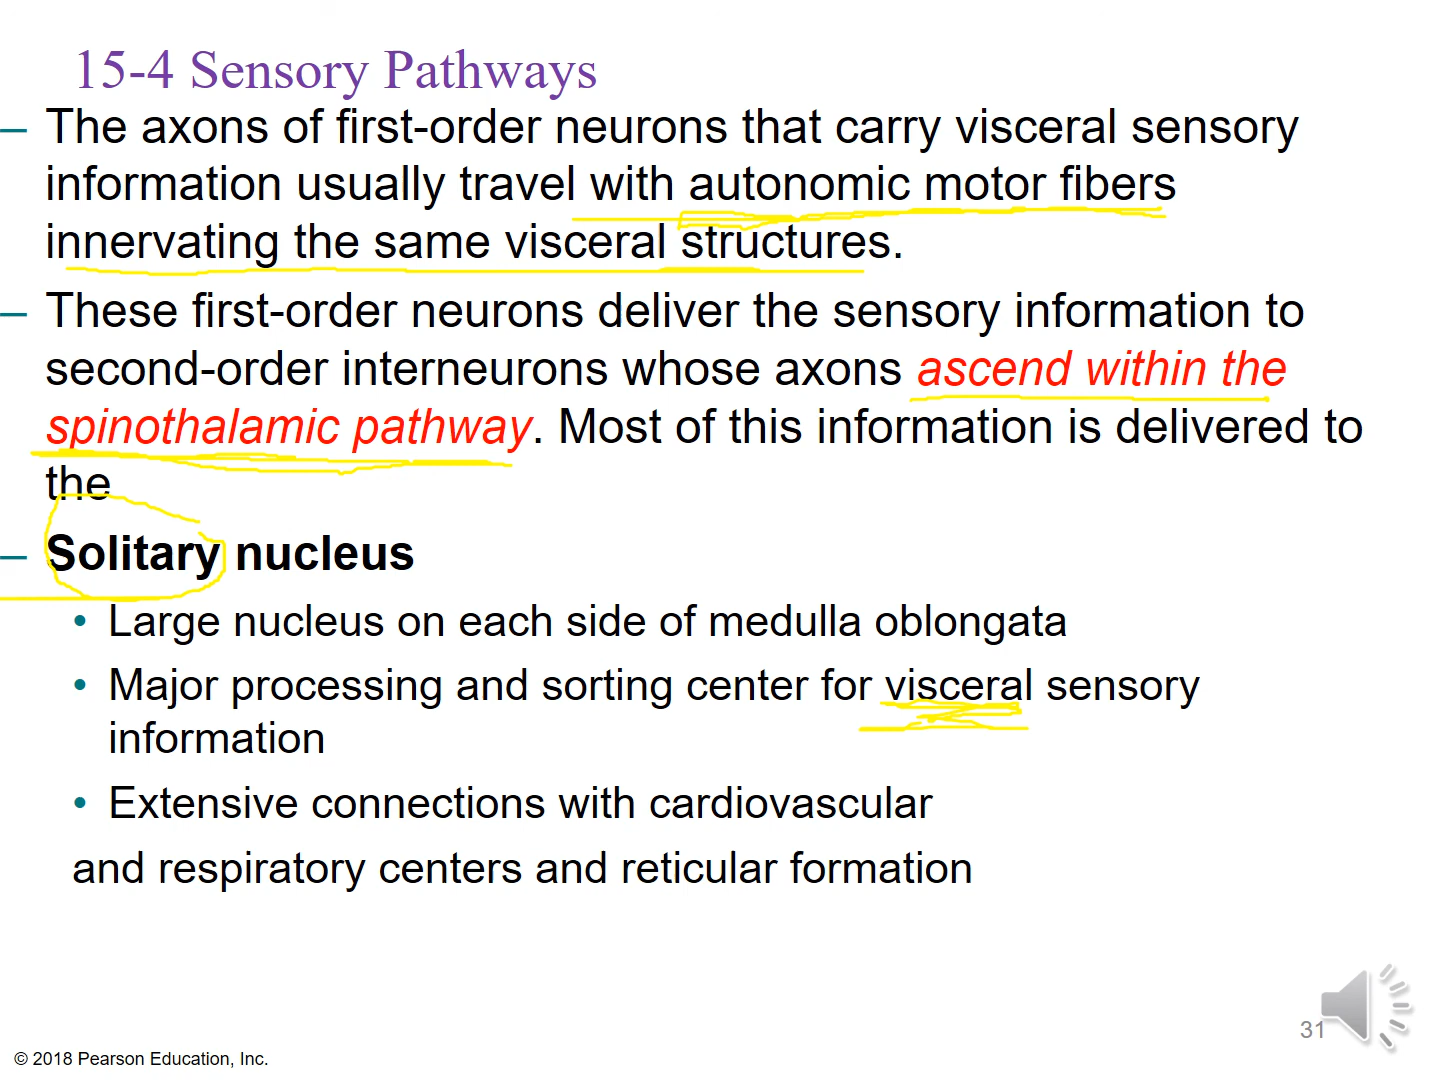 15-4 Sensory Pathways
– The axons of first-order neurons that carry visceral sensory
information usually travel with autonomic motor fibers
innervating the same visceral structures.
– These first-order neurons deliver the sensory information to
second-order interneurons whose axons ascend within the
spinothalamic pathway. Most of this information is delivered to
the
– Solitary nucleus
• Large nucleus on each side of medulla oblongata
• Major processing and sorting center for visceral sensory
information
• Extensive connections with cardiovascular
and respiratory centers and reticular formation
31
© 2018 Pearson Education, Inc.